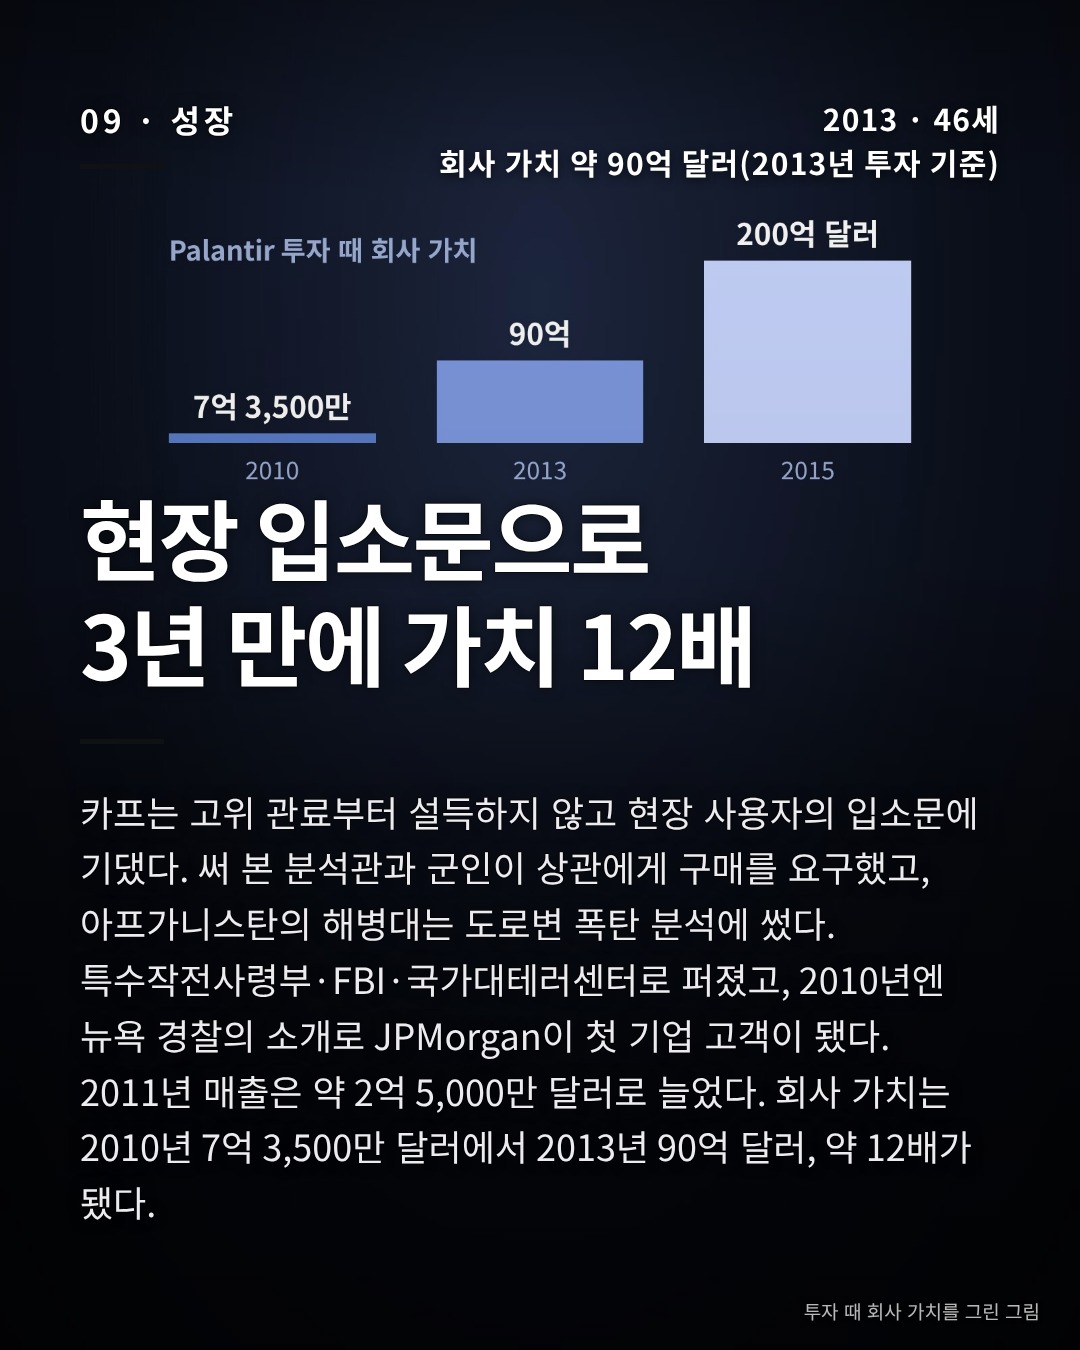 09 · 성장
2013 · 46세
회사 가치 약 90억 달러(2013년 투자 기준)
Palantir 투자 때 회사 가치
200억 달러
90억
7억 3,500만
2010
2013
2015
현장 입소문으로
3년 만에 가치 12배
카프는 고위 관료부터 설득하지 않고 현장 사용자의 입소문에
기댔다. 써 본 분석관과 군인이 상관에게 구매를 요구했고,
아프가니스탄의 해병대는 도로변 폭탄 분석에 썼다.
특수작전사령부·FBI·국가대테러센터로 퍼졌고, 2010년엔
뉴욕 경찰의 소개로 JPMorgan이 첫 기업 고객이 됐다.
2011년 매출은 약 2억 5,000만 달러로 늘었다. 회사 가치는
2010년 7억 3,500만 달러에서 2013년 90억 달러, 약 12배가
됐다.
투자 때 회사 가치를 그린 그림